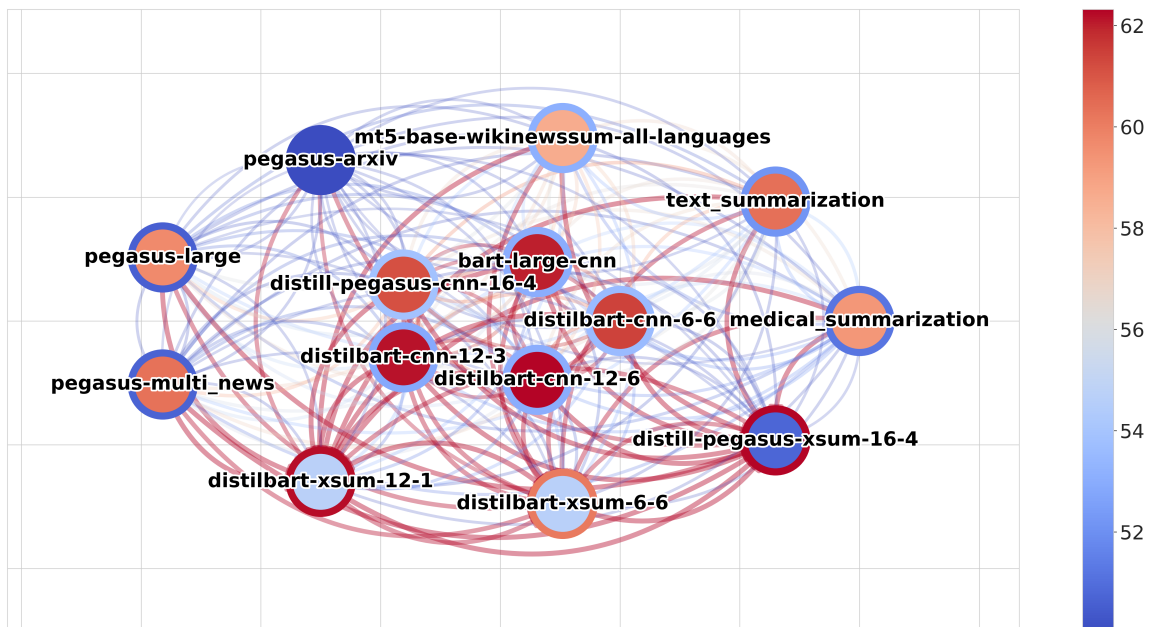 mt5-base-wikinewssum-all-languages
pegasus-arxiv
text_summarization
pegasus-large
bart-large-cnn
distill-pegasus-cnn-16-4
distilbart-cnn-6-6
medical_summarization
distilbart-cnn-12-3
distilbart-cnn-12-6
pegasus-multi_news
distill-pegasus-xsum-16-4
distilbart-xsum-12-1
distilbart-xsum-6-6
62
60
58
56
54
52